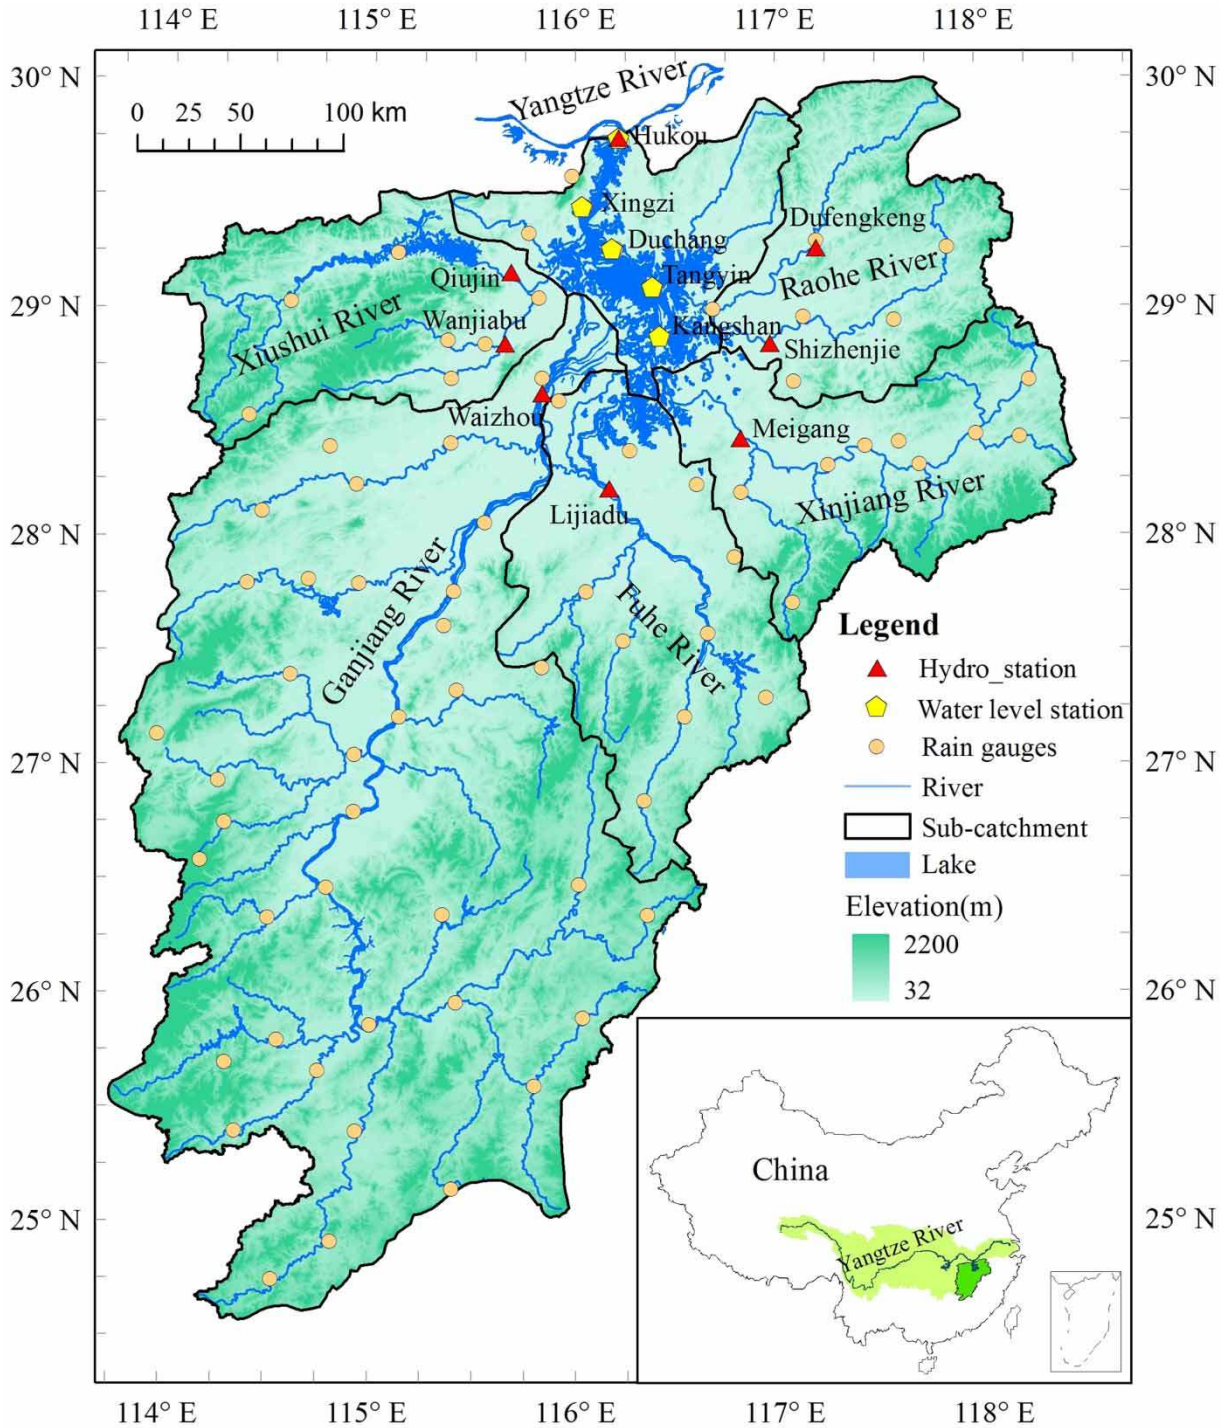 114° E 115° E 116° E 117° E 118° E
30° N 30° N
Yangtze River
0 25 50 100 km
Hukou
Xingzi
Dufengkeng
Duchang
Qiujin
Tangyin
Raohe River
29° N 29° N
Xiushui River
Wanjiabu
Kangshan
Shizhenjie
Waizhou
Meigang
Xinjiang River
Lijiadu
28° N 28° N
Ganjiang River
Fuhe River
Legend
Hydro_station
Water level station
Rain gauges
27° N 27° N
River
Sub-catchment
Lake
Elevation(m)
2200
32
26° N 26° N
China
25° N 25° N
Yangtze River
114° E 115° E 116° E 117° E 118° E